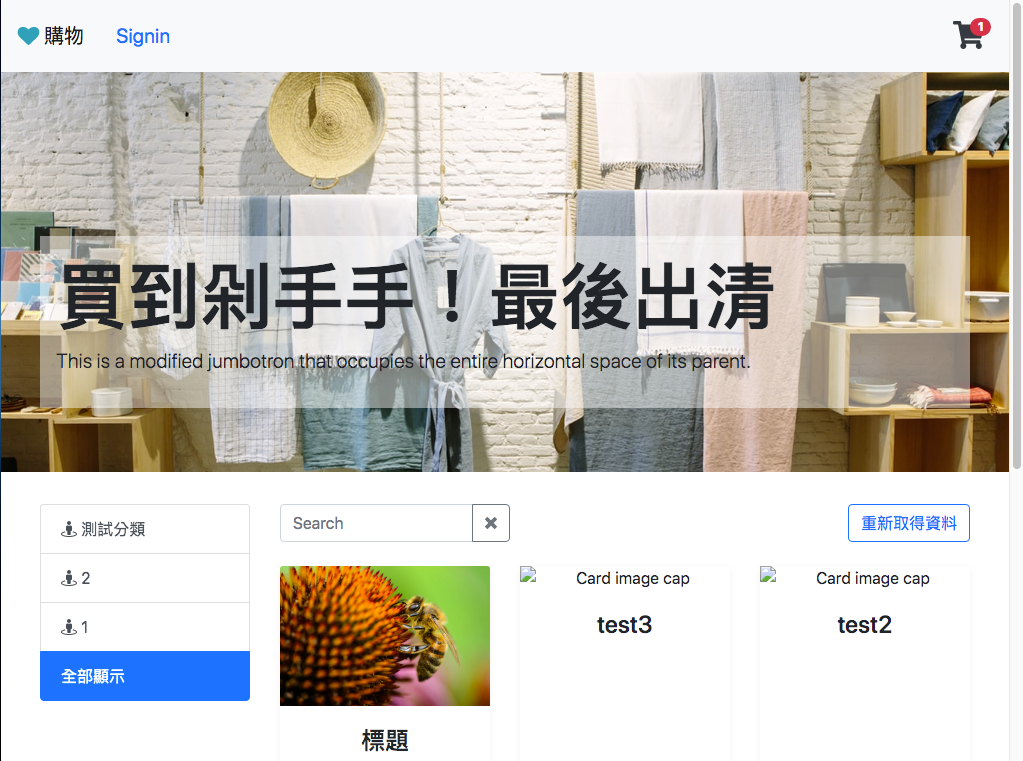 購物 Signin 1
買到剁手手！最後出清
This is a modified jumbotron that occupies the entire horizontal space of its parent.
測試分類
2
1
全部顯示
Search
重新取得資料
標題
Card image cap
test3
Card image cap
test2